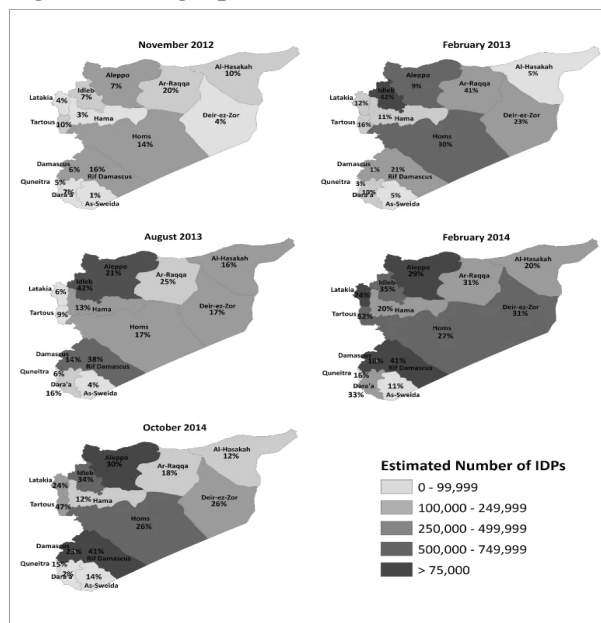 November 2012
Aleppo
7%
Al-Hasakah
10%
Idleb
7%
Ar-Raqqa
20%
Latakia
4%
3% Hama
Tartous
10%
Deir-ez-Zor
4%
Homs
14%
Damascus
6% 16%
Rif Damascus
Quneitra
5%
7%
Dara'a
1%
As-Sweida
February 2013
Aleppo
9%
Al-Hasakah
5%
Idleb
42%
Ar-Raqqa
41%
Latakia
12%
11% Hama
Tartous
16%
Deir-ez-Zor
23%
Homs
30%
Damascus
1% 21%
Rif Damascus
Quneitra
3%
Dara'a
5%
As-Sweida
August 2013
Aleppo
21%
Al-Hasakah
16%
Idleb
42%
Ar-Raqqa
25%
Latakia
6%
13% Hama
Tartous
9%
Deir-ez-Zor
17%
Homs
17%
Damascus
14% 38%
Rif Damascus
Quneitra
6%
Dara'a
16%
4%
As-Sweida
February 2014
Aleppo
29%
Al-Hasakah
20%
Idleb
35%
Ar-Raqqa
31%
Latakia
20% Hama
Tartous
52%
Deir-ez-Zor
31%
Homs
27%
Damascus
18% 41%
Rif Damascus
Quneitra
16%
Dara'a
33%
11%
As-Sweida
October 2014
Aleppo
30%
Al-Hasakah
12%
Idleb
34%
Ar-Raqqa
18%
Latakia
24%
12% Hama
Tartous
47%
Deir-ez-Zor
26%
Homs
26%
Damascus
23% 41%
Rif Damascus
Quneitra
15%
2%
Dara'a
14%
As-Sweida
Estimated Number of IDPs
0 - 99,999
100,000 - 249,999
250,000 - 499,999
500,000 - 749,999
> 75,000